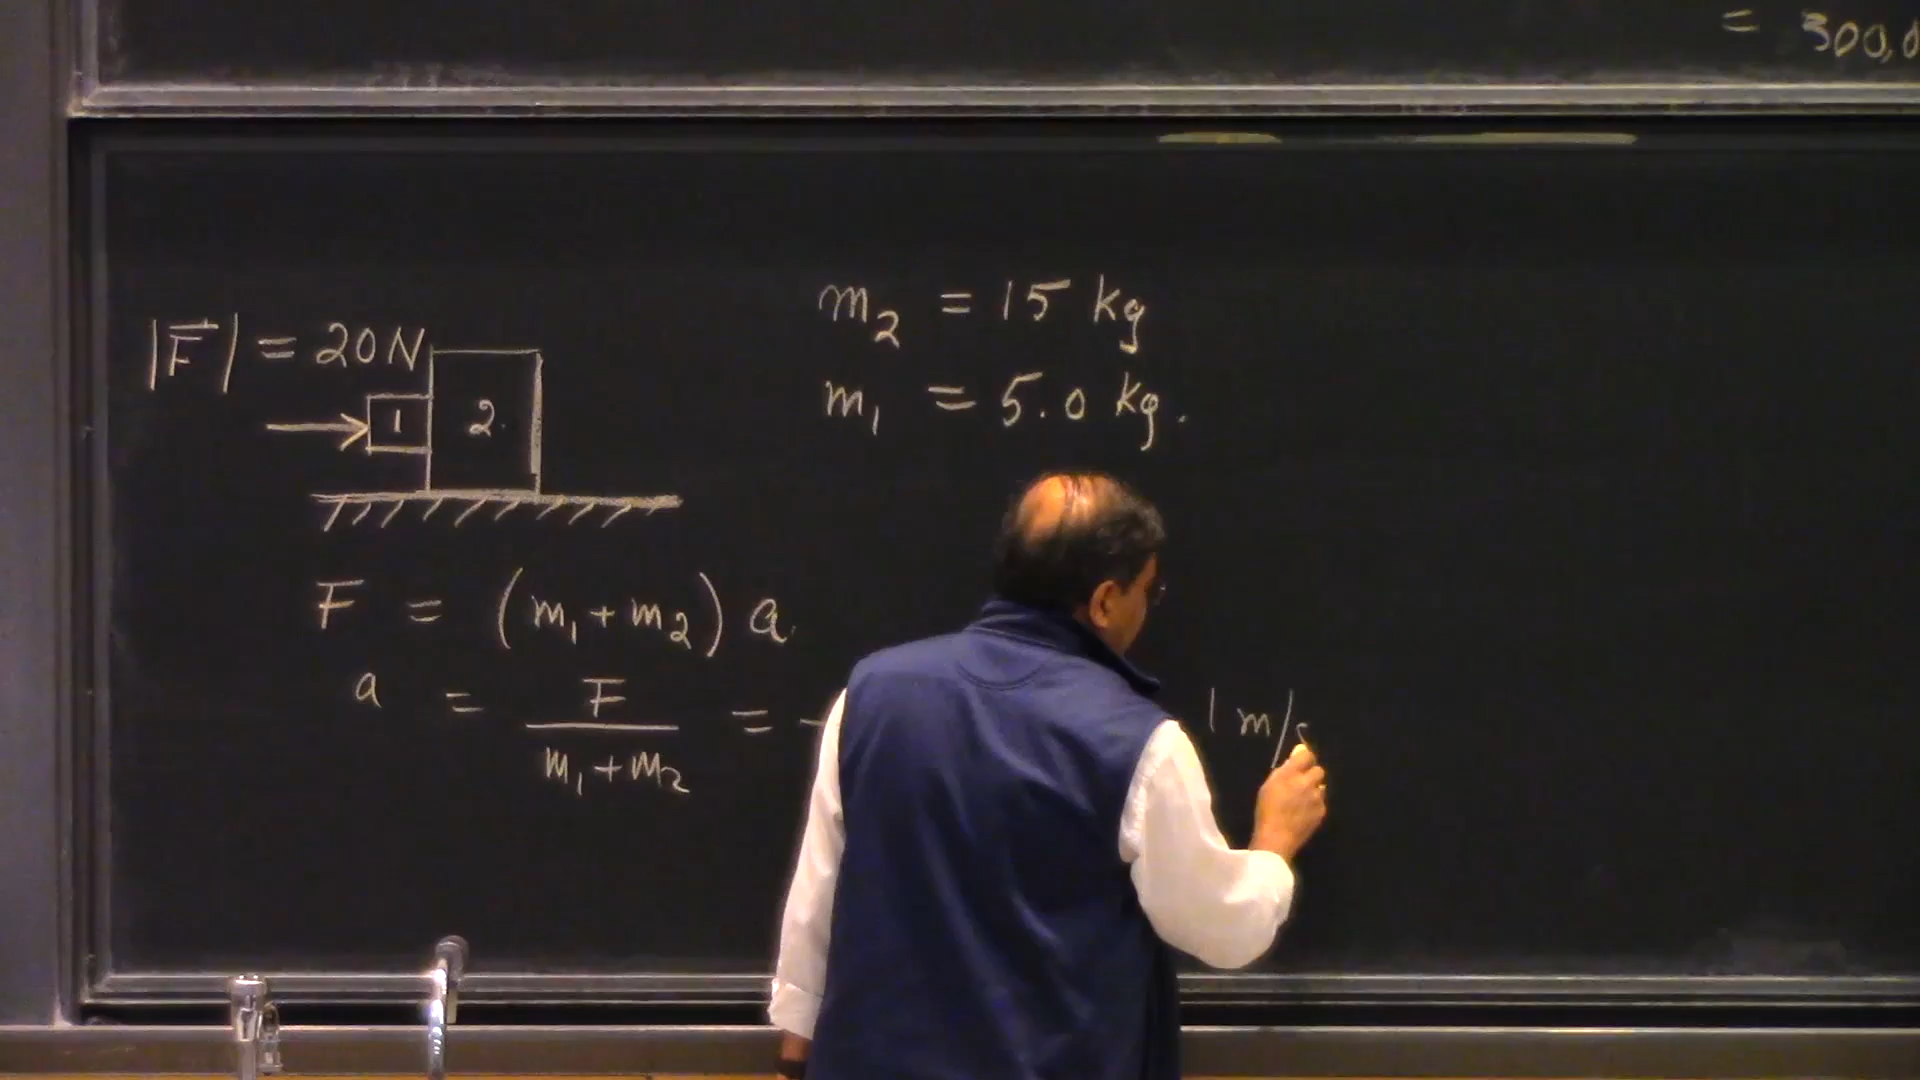 = 300,0
|F⃗| = 20N
1
2.
m₂ = 15 kg
m₁ = 5.0 kg.
F = (m₁ + m₂) a.
a = F / m₁ + m₂ =
1 m/s